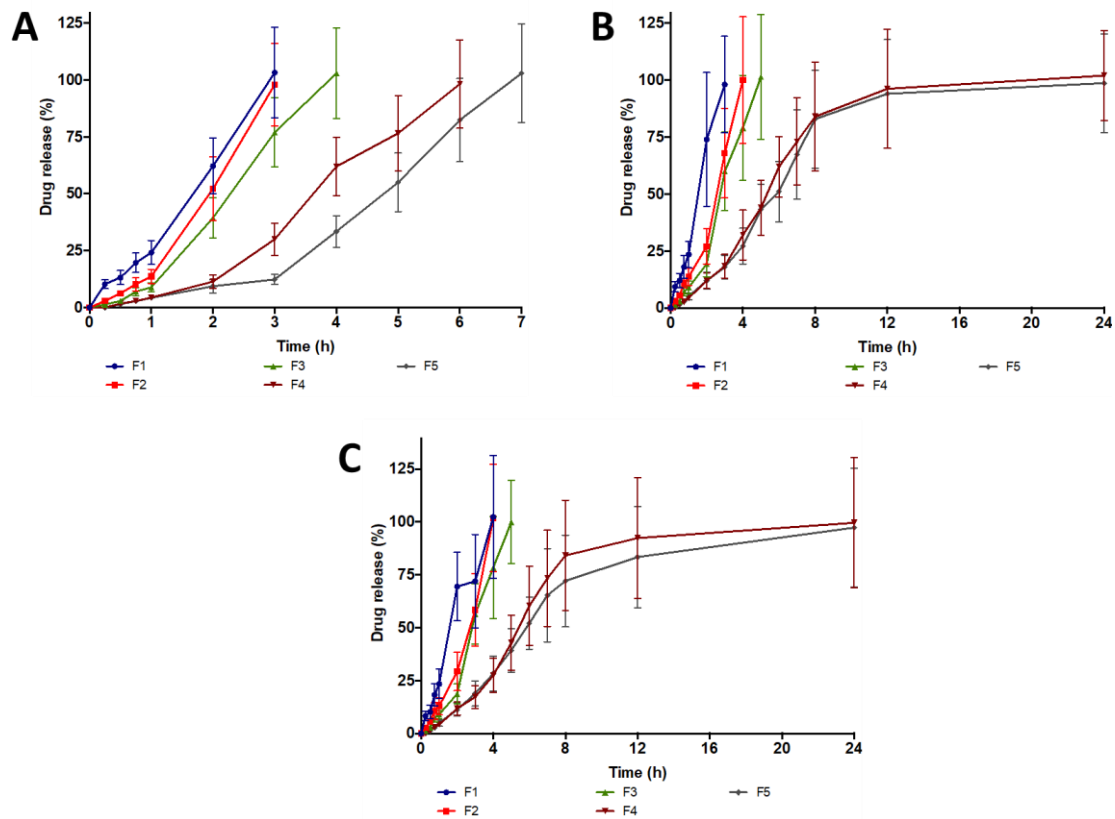 A
Drug release (%)
125
100
75
50
25
0
0 1 2 3 4 5 6 7
Time (h)
F1 F3 F5
F2 F4
B
Drug release (%)
125
100
75
50
25
0
0 4 8 12 16 20 24
Time (h)
F1 F3 F5
F2 F4
C
Drug release (%)
125
100
75
50
25
0
0 4 8 12 16 20 24
Time (h)
F1 F3 F5
F2 F4